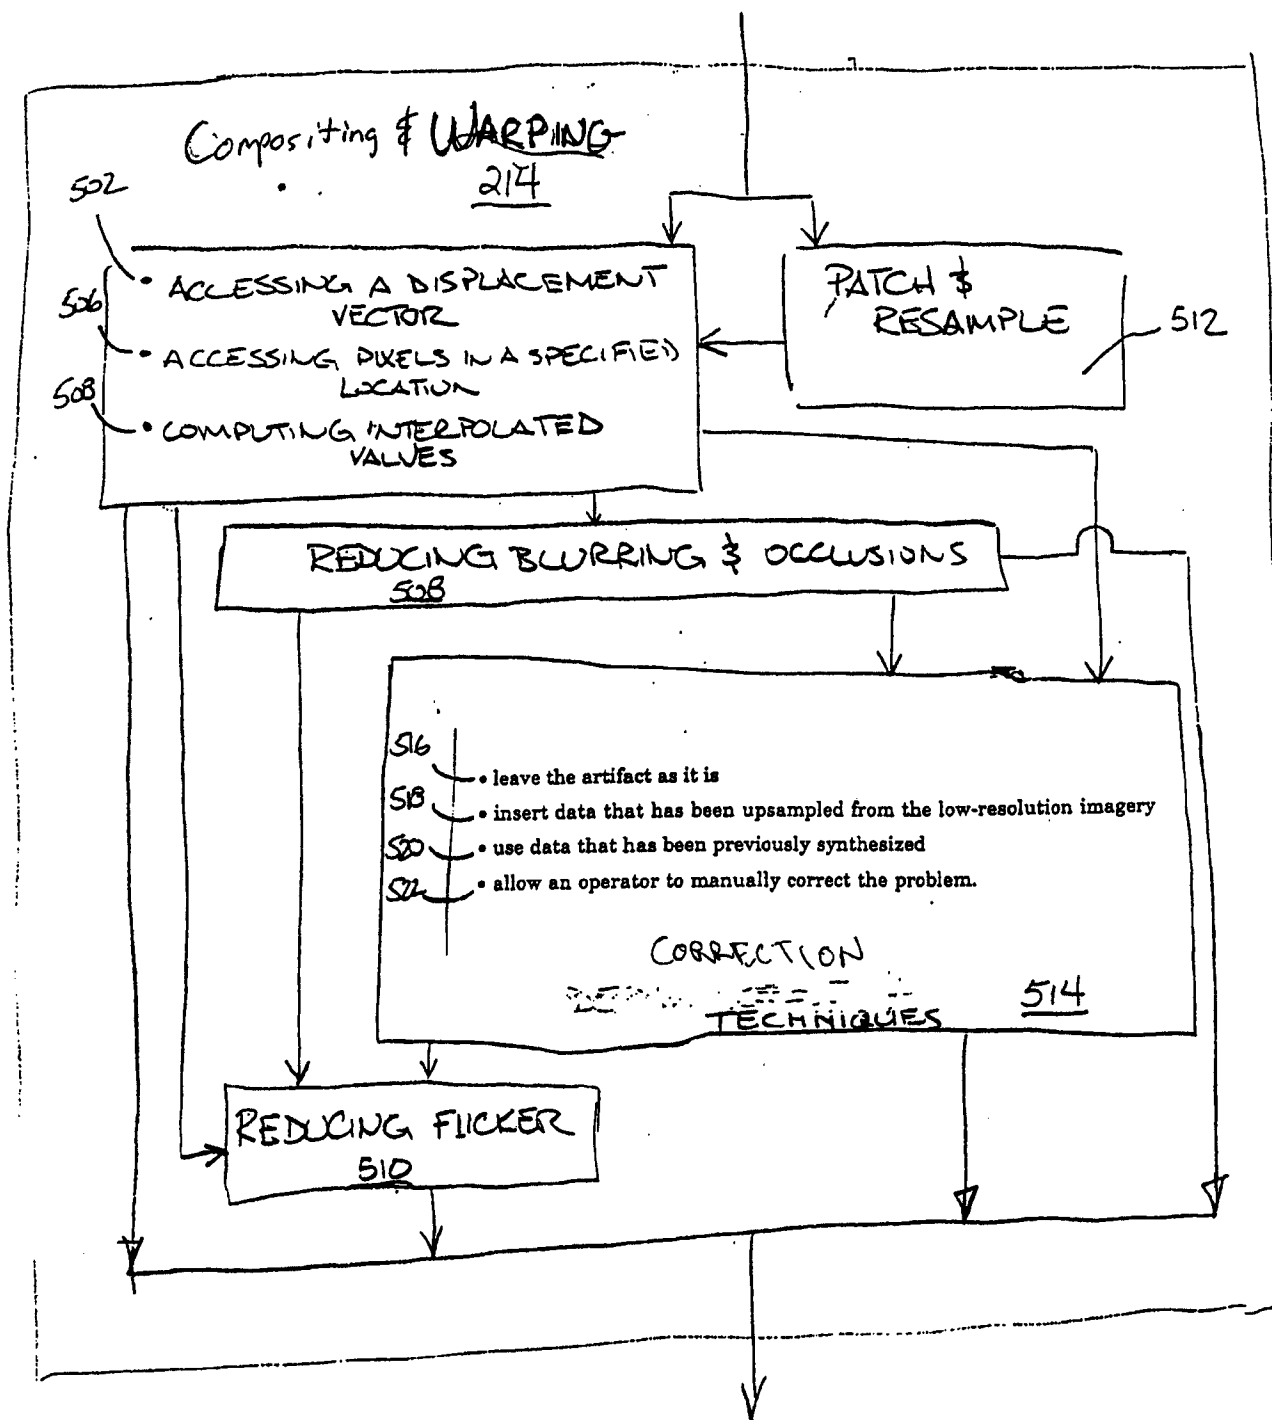 Compositing & WARPING
214
502
• ACCESSING A DISPLACEMENT
VECTOR
506
• ACCESSING PIXELS IN A SPECIFIED
LOCATION
508
• COMPUTING INTERPOLATED
VALUES
PATCH &
RESAMPLE
512
REDUCING BLURRING & OCCLUSIONS
508
516
• leave the artifact as it is
518
• insert data that has been upsampled from the low-resolution imagery
520
• use data that has been previously synthesized
522
• allow an operator to manually correct the problem.
CORRECTION
514
TECHNIQUES
REDUCING FLICKER
510